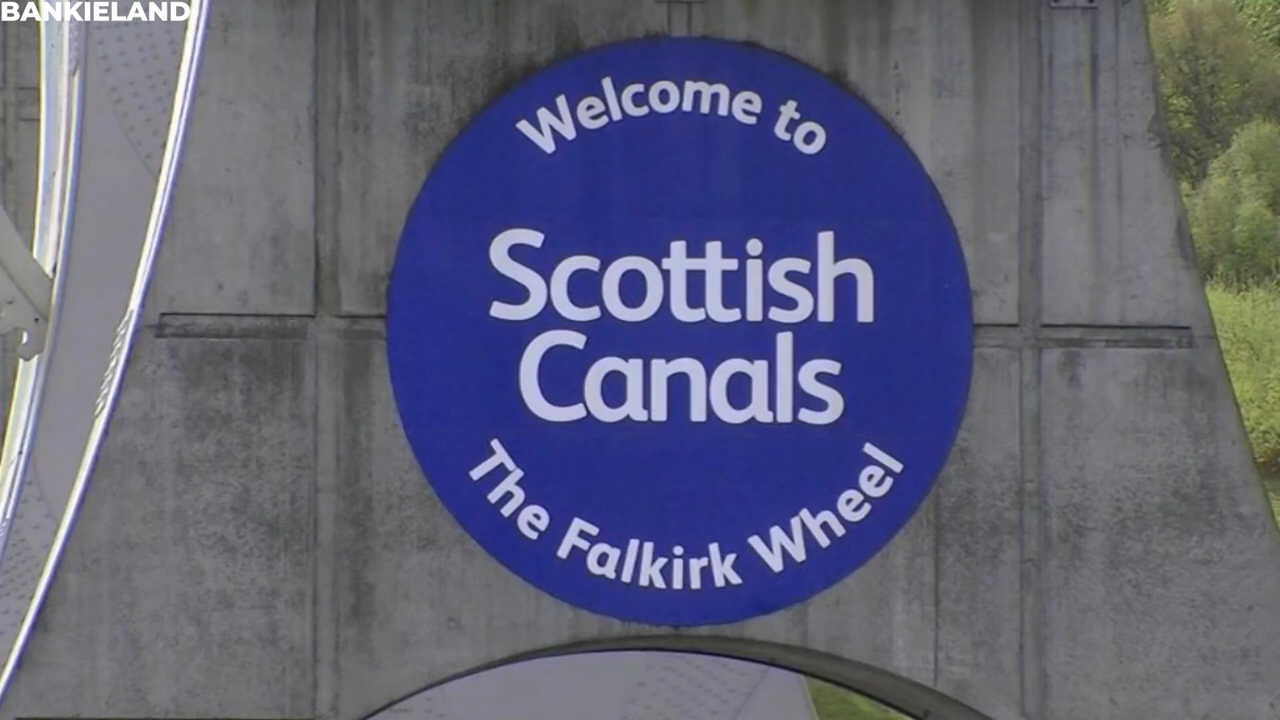 BANKIELAND
Welcome to
Scottish
Canals
The Falkirk Wheel